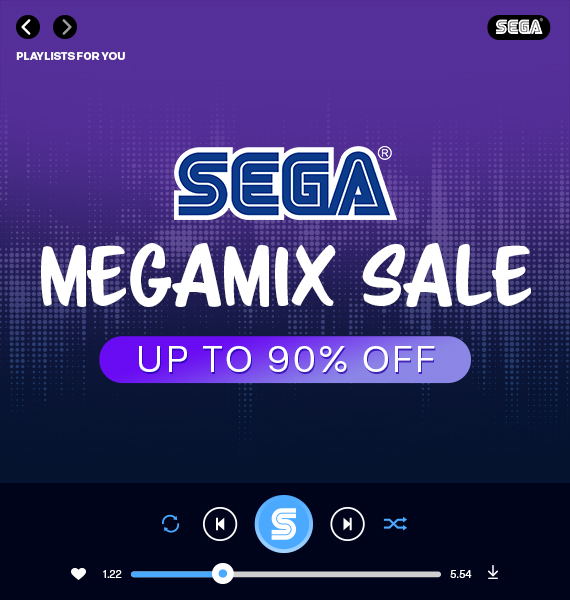 SEGA
PLAYLISTS FOR YOU
SEGA®
MEGAMIX SALE
UP TO 90% OFF
S
1.22
5.54